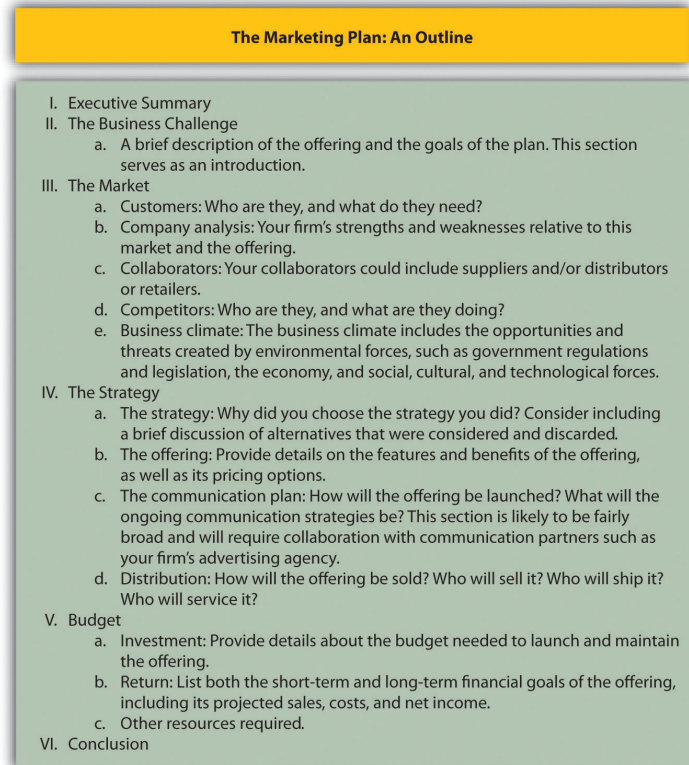 The Marketing Plan: An Outline
I. Executive Summary
II. The Business Challenge
a. A brief description of the offering and the goals of the plan. This section
serves as an introduction.
III. The Market
a. Customers: Who are they, and what do they need?
b. Company analysis: Your firm's strengths and weaknesses relative to this
market and the offering.
c. Collaborators: Your collaborators could include suppliers and/or distributors
or retailers.
d. Competitors: Who are they, and what are they doing?
e. Business climate: The business climate includes the opportunities and
threats created by environmental forces, such as government regulations
and legislation, the economy, and social, cultural, and technological forces.
IV. The Strategy
a. The strategy: Why did you choose the strategy you did? Consider including
a brief discussion of alternatives that were considered and discarded.
b. The offering: Provide details on the features and benefits of the offering,
as well as its pricing options.
c. The communication plan: How will the offering be launched? What will the
ongoing communication strategies be? This section is likely to be fairly
broad and will require collaboration with communication partners such as
your firm's advertising agency.
d. Distribution: How will the offering be sold? Who will sell it? Who will ship it?
Who will service it?
V. Budget
a. Investment: Provide details about the budget needed to launch and maintain
the offering.
b. Return: List both the short-term and long-term financial goals of the offering,
including its projected sales, costs, and net income.
c. Other resources required.
VI. Conclusion